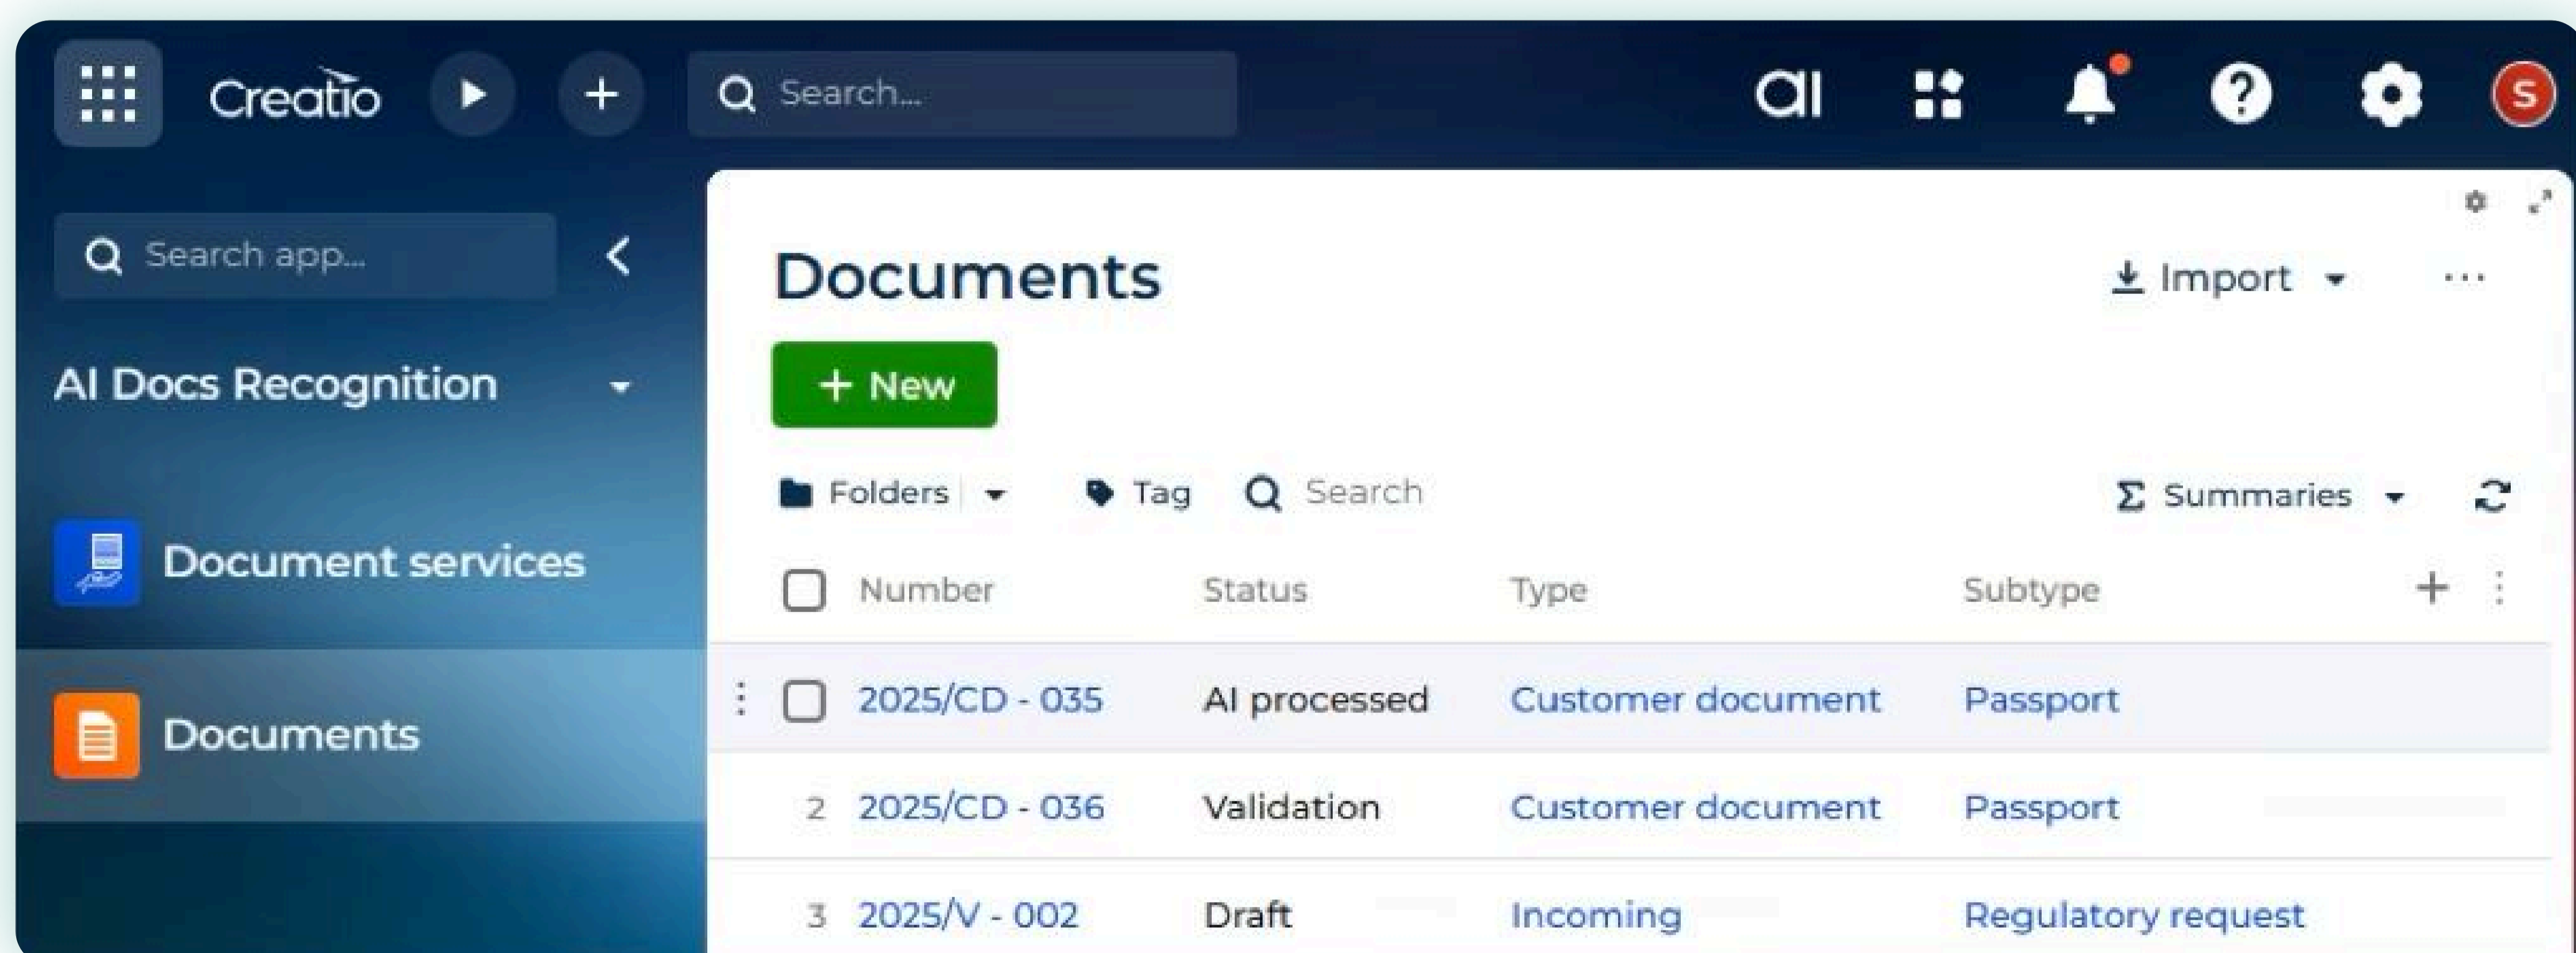 Creatio
Search...
ai
S
Search app...
AI Docs Recognition
Document services
Documents
Documents
Import
+ New
Folders Tag Search
Σ Summaries
Number Status Type Subtype
2025/CD - 035 AI processed Customer document Passport
2 2025/CD - 036 Validation Customer document Passport
3 2025/V - 002 Draft Incoming Regulatory request